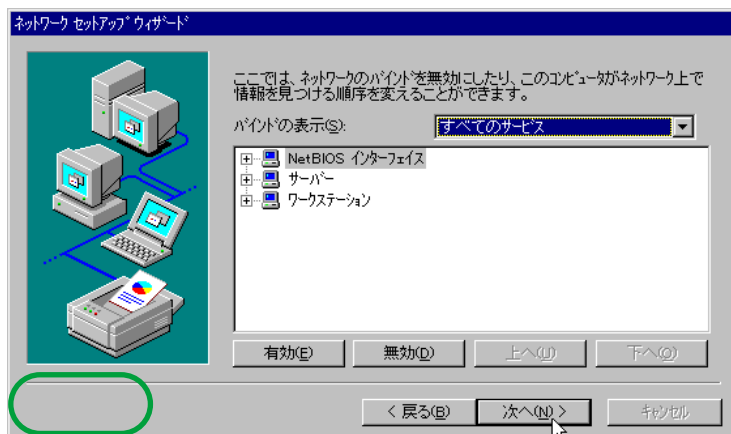 ﾈｯﾄﾜｰｸ ｾｯﾄｱｯﾌﾟ ｳｨｻﾞｰﾄﾞ
ここでは、ﾈｯﾄﾜｰｸのﾊﾞｲﾝﾄﾞを無効にしたり、このｺﾝﾋﾟｭｰﾀがﾈｯﾄﾜｰｸ上で
情報を見つける順序を変えることができます。
ﾊﾞｲﾝﾄﾞの表示(S):
すべてのｻｰﾋﾞｽ
NetBIOS ｲﾝﾀｰﾌｪｲｽ
ｻｰﾊﾞｰ
ﾜｰｸｽﾃｰｼｮﾝ
有効(E)
無効(D)
上へ(U)
下へ(O)
< 戻る(B)
次へ(N) >
ｷｬﾝｾﾙ